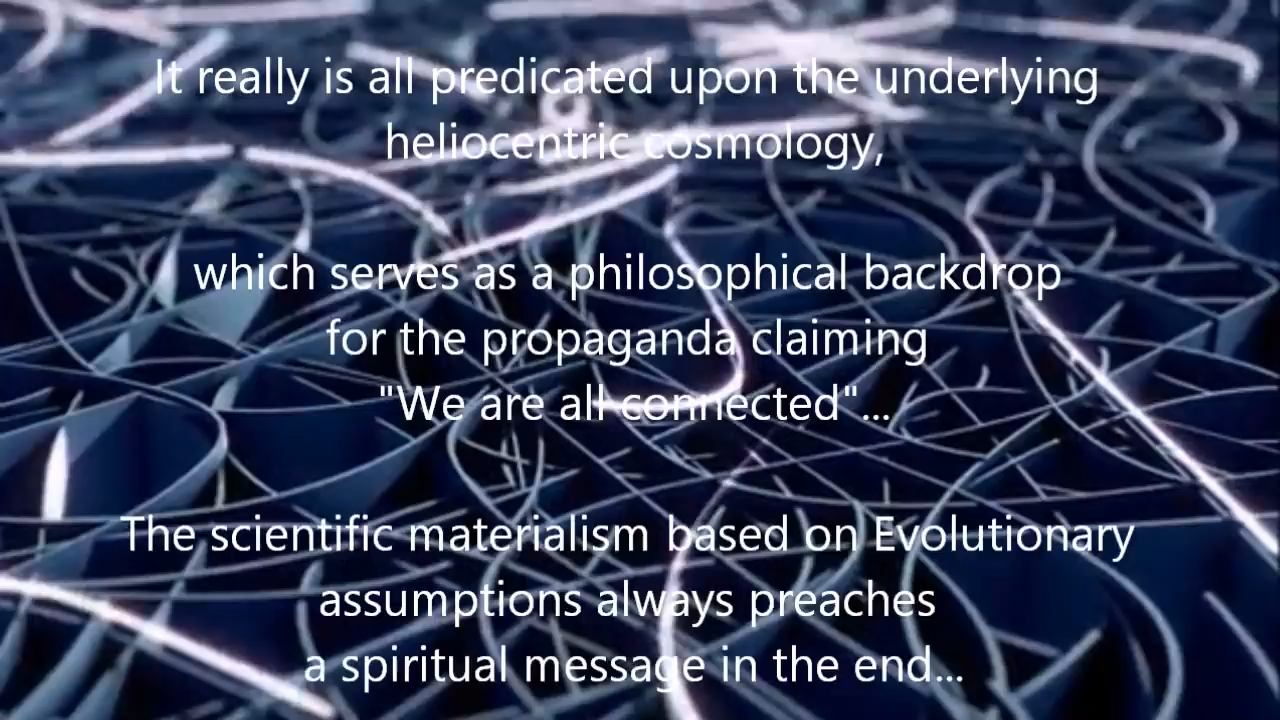 It really is all predicated upon the underlying
heliocentric cosmology,
which serves as a philosophical backdrop
for the propaganda claiming
"We are all connected"...
The scientific materialism based on Evolutionary
assumptions always preaches
a spiritual message in the end...